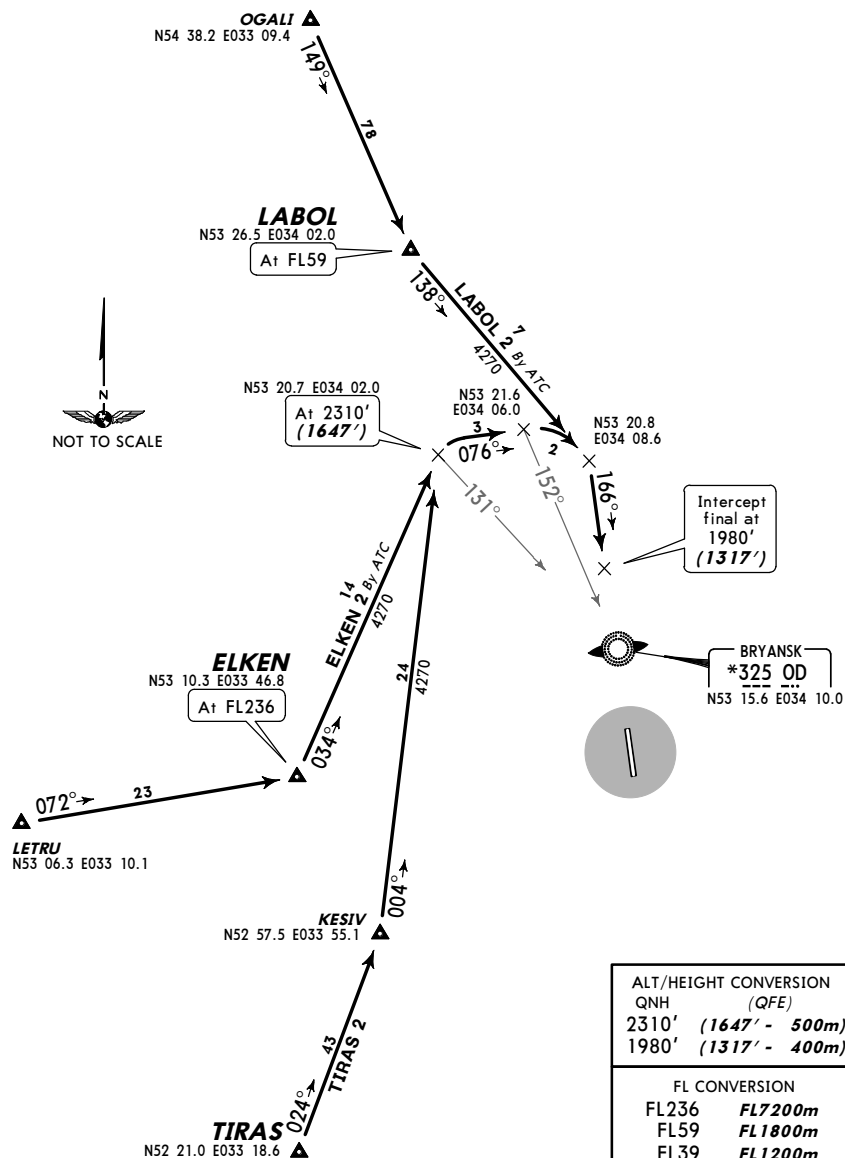 OGALI
N54 38.2 E033 09.4
149°
78
LABOL
N53 26.5 E034 02.0
At FL59
138°
LABOL 2 By ATC
7
4270
N
NOT TO SCALE
N53 20.7 E034 02.0
At 2310'
(1647')
N53 21.6
E034 06.0
3
076°
2
N53 20.8
E034 08.6
131°
152°
166°
Intercept
final at
1980'
(1317')
14
ELKEN 2 By ATC
4270
24
4270
BRYANSK
*325 OD
N53 15.6 E034 10.0
ELKEN
N53 10.3 E033 46.8
At FL236
034°
072°
23
LETRU
N53 06.3 E033 10.1
004°
KESIV
N52 57.5 E033 55.1
43
TIRAS 2
024°
TIRAS
N52 21.0 E033 18.6
ALT/HEIGHT CONVERSION
QNH (QFE)
2310' (1647' - 500m)
1980' (1317' - 400m)
FL CONVERSION
FL236 FL7200m
FL59 FL1800m
FL39 FL1200m